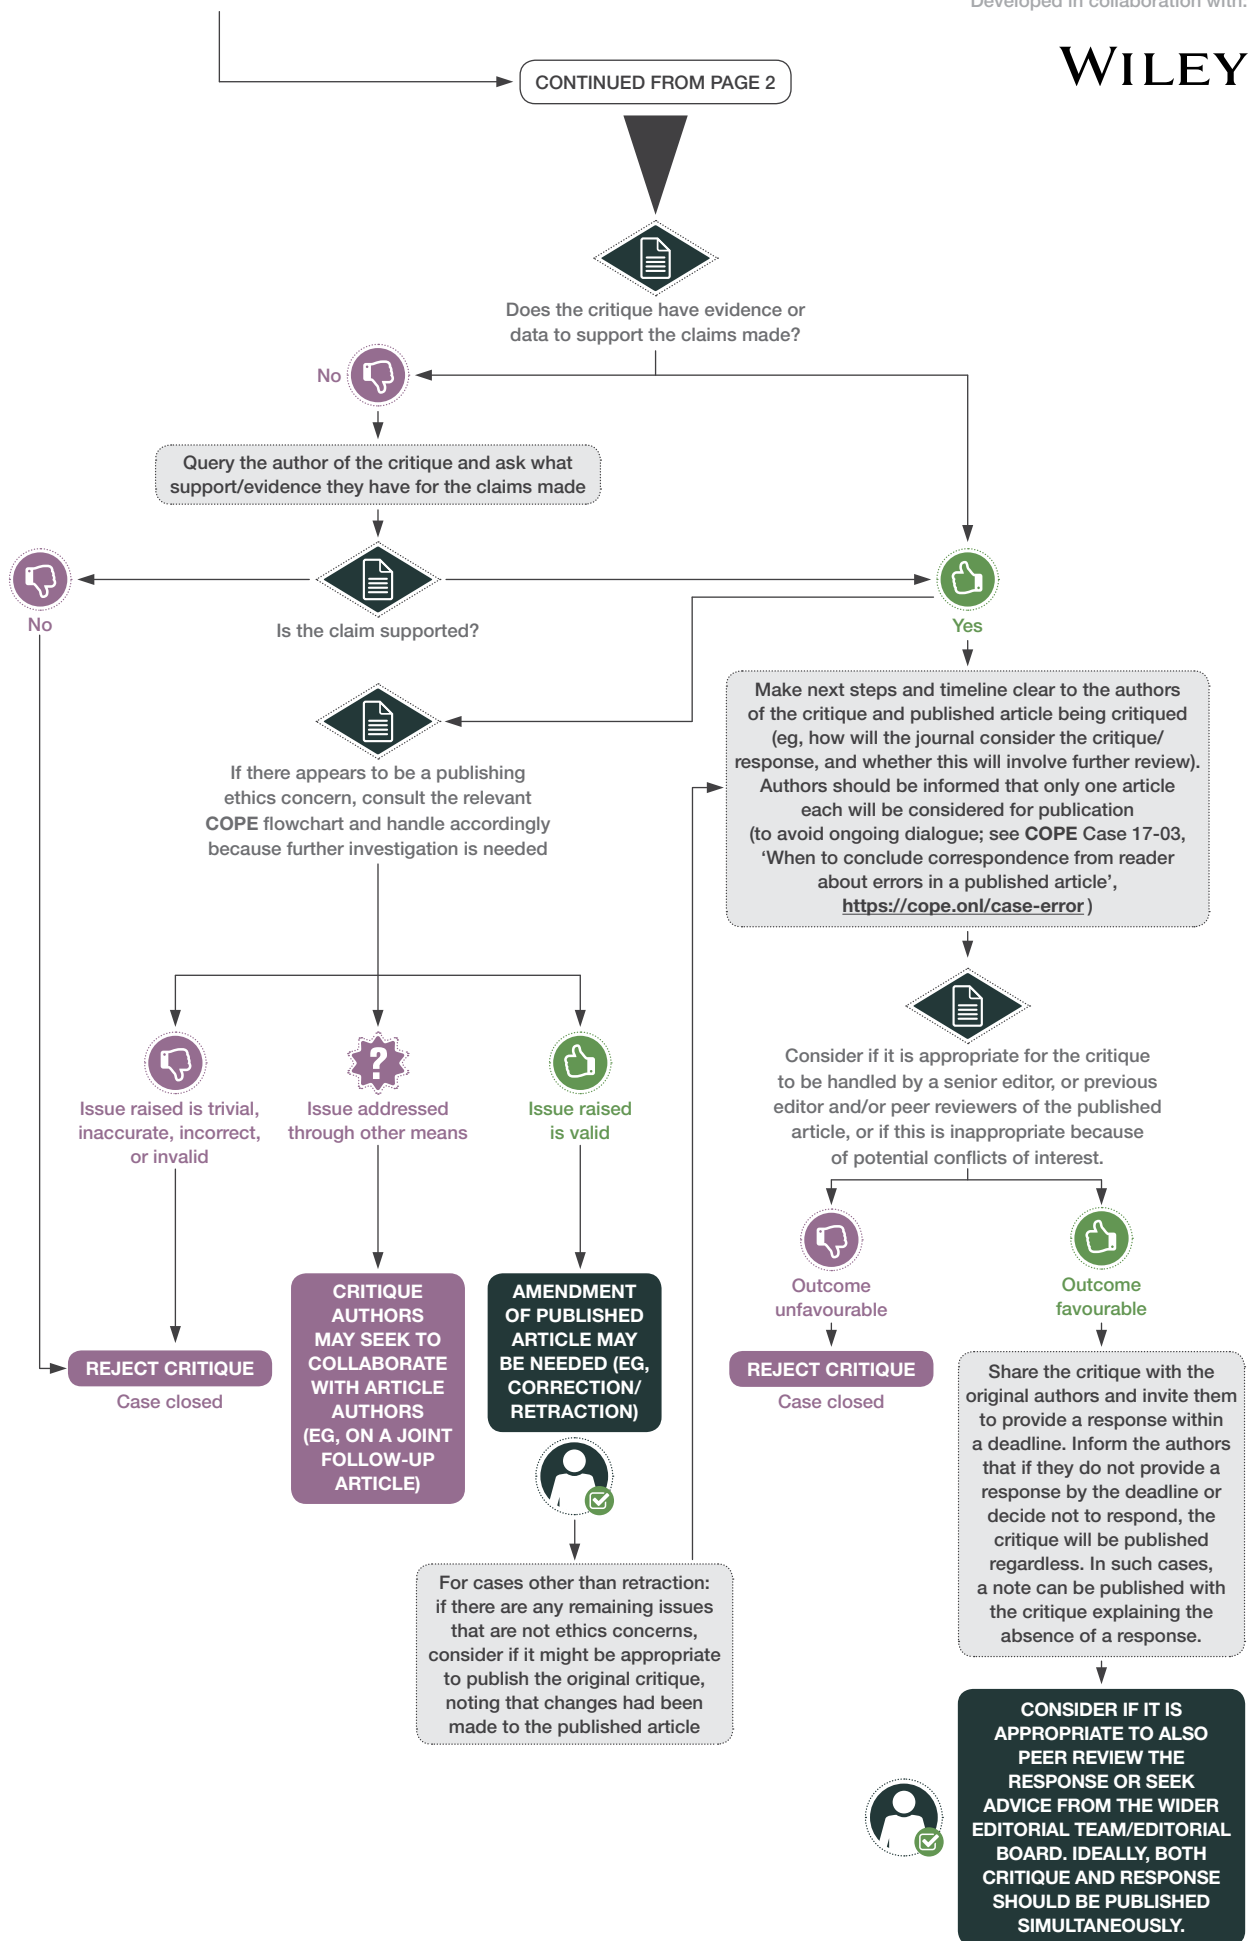 Developed in collaboration with:
WILEY
CONTINUED FROM PAGE 2
Does the critique have evidence or
data to support the claims made?
No
Query the author of the critique and ask what
support/evidence they have for the claims made
No
Is the claim supported?
Yes
If there appears to be a publishing
ethics concern, consult the relevant
COPE flowchart and handle accordingly
because further investigation is needed
Make next steps and timeline clear to the authors
of the critique and published article being critiqued
(eg, how will the journal consider the critique/
response, and whether this will involve further review).
Authors should be informed that only one article
each will be considered for publication
(to avoid ongoing dialogue; see COPE Case 17-03,
‘When to conclude correspondence from reader
about errors in a published article’,
https://cope.onl/case-error )
Issue raised is trivial,
inaccurate, incorrect,
or invalid
Issue addressed
through other means
Issue raised
is valid
Consider if it is appropriate for the critique
to be handled by a senior editor, or previous
editor and/or peer reviewers of the published
article, or if this is inappropriate because
of potential conflicts of interest.
Outcome
unfavourable
Outcome
favourable
REJECT CRITIQUE
Case closed
CRITIQUE
AUTHORS
MAY SEEK TO
COLLABORATE
WITH ARTICLE
AUTHORS
(EG, ON A JOINT
FOLLOW-UP
ARTICLE)
AMENDMENT
OF PUBLISHED
ARTICLE MAY
BE NEEDED (EG,
CORRECTION/
RETRACTION)
REJECT CRITIQUE
Case closed
Share the critique with the
original authors and invite them
to provide a response within
a deadline. Inform the authors
that if they do not provide a
response by the deadline or
decide not to respond, the
critique will be published
regardless. In such cases,
a note can be published with
the critique explaining the
absence of a response.
For cases other than retraction:
if there are any remaining issues
that are not ethics concerns,
consider if it might be appropriate
to publish the original critique,
noting that changes had been
made to the published article
CONSIDER IF IT IS
APPROPRIATE TO ALSO
PEER REVIEW THE
RESPONSE OR SEEK
ADVICE FROM THE WIDER
EDITORIAL TEAM/EDITORIAL
BOARD. IDEALLY, BOTH
CRITIQUE AND RESPONSE
SHOULD BE PUBLISHED
SIMULTANEOUSLY.